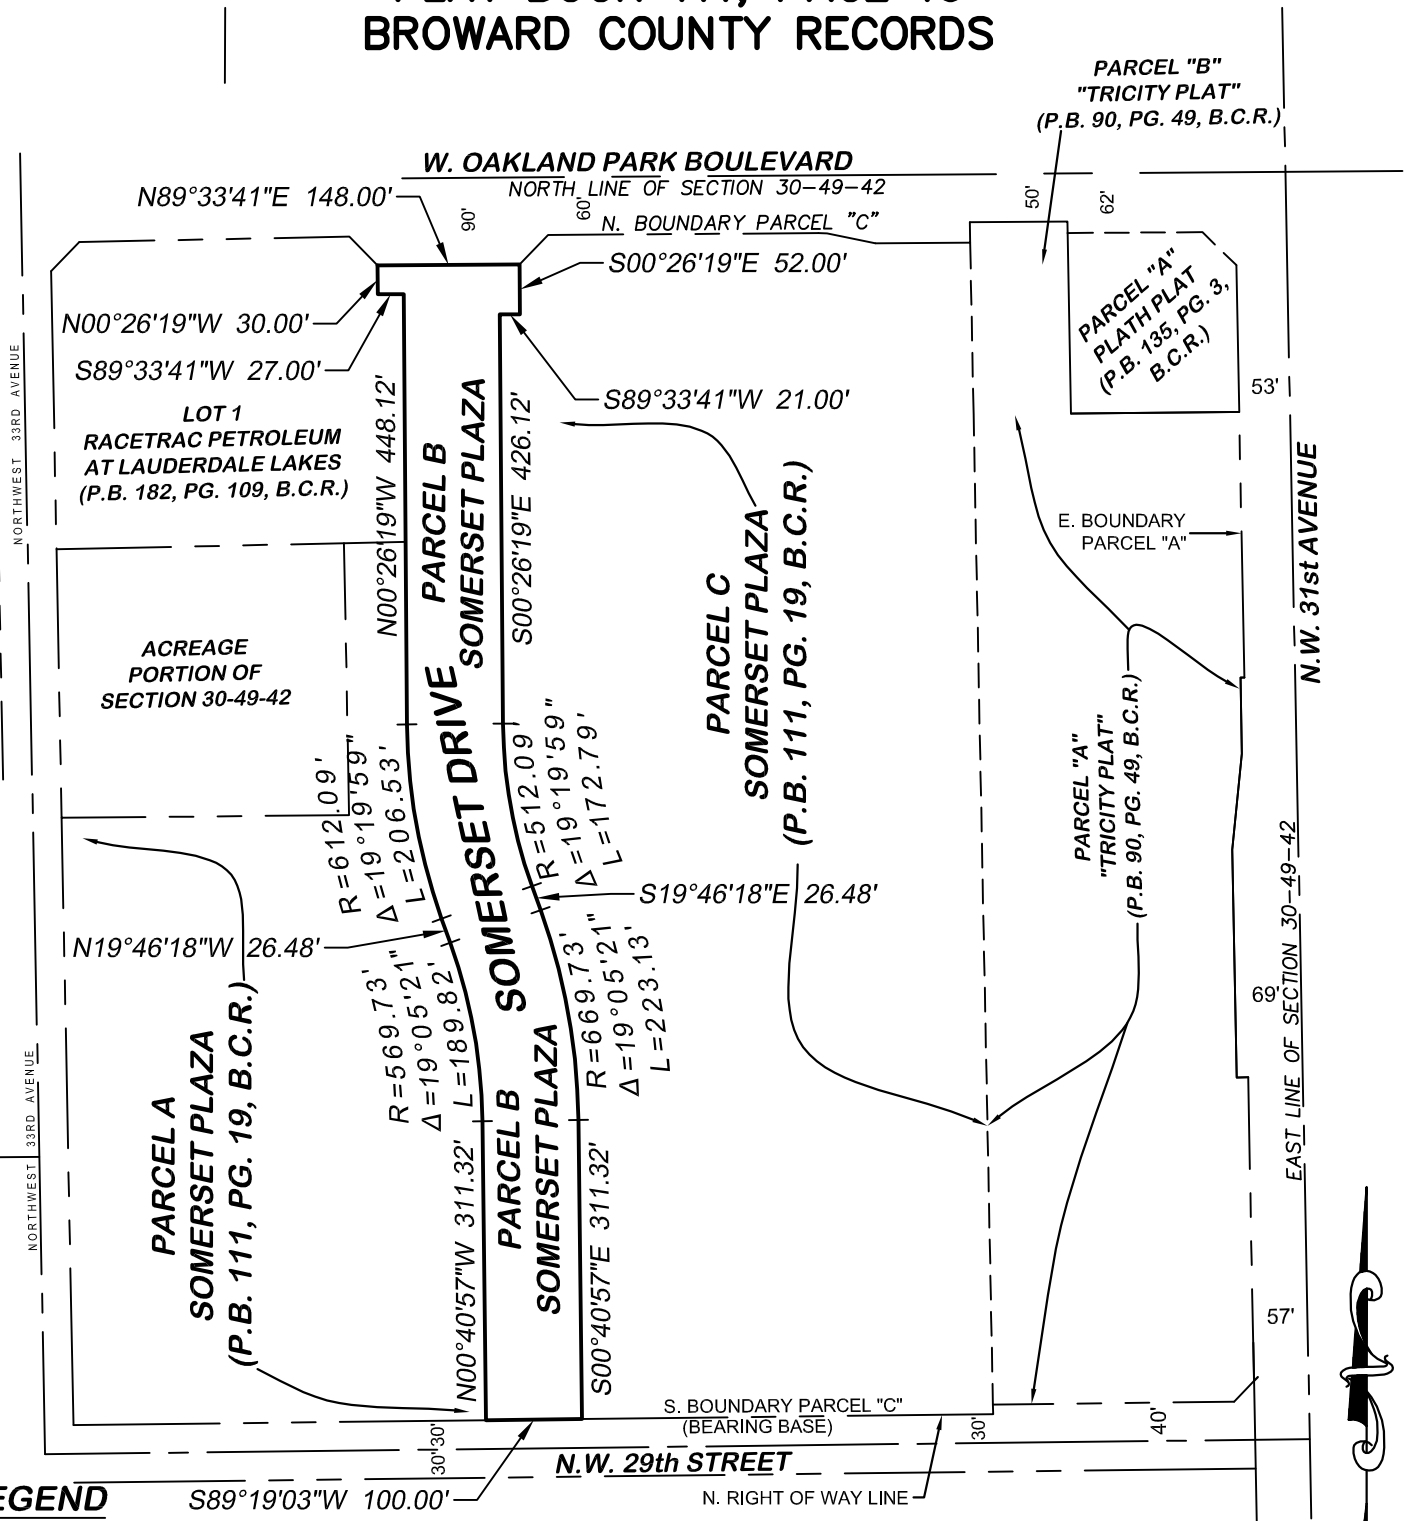 BROWARD COUNTY RECORDS
PARCEL "B"
"TRICITY PLAT"
(P.B. 90, PG. 49, B.C.R.)
W. OAKLAND PARK BOULEVARD
NORTH LINE OF SECTION 30-49-42
N89°33'41"E 148.00'
90'
60'
50'
62'
N. BOUNDARY PARCEL "C"
S00°26'19"E 52.00'
PARCEL "A"
PLATH PLAT
(P.B. 135, PG. 3,
B.C.R.)
N00°26'19"W 30.00'
S89°33'41"W 27.00'
S89°33'41"W 21.00'
53'
NORTHWEST 33RD AVENUE
LOT 1
RACETRAC PETROLEUM
AT LAUDERDALE LAKES
(P.B. 182, PG. 109, B.C.R.)
N00°26'19"W 448.12'
PARCEL B
SOMERSET PLAZA
S00°26'19"E 426.12'
PARCEL C
SOMERSET PLAZA
(P.B. 111, PG. 19, B.C.R.)
E. BOUNDARY
PARCEL "A"
N.W. 31st AVENUE
ACREAGE
PORTION OF
SECTION 30-49-42
SOMERSET DRIVE
R=612.09'
Δ=19°19'59"
L=206.53'
R=512.09'
Δ=19°19'59"
L=172.79'
PARCEL "A"
"TRICITY PLAT"
(P.B. 90, PG. 49, B.C.R.)
S19°46'18"E 26.48'
N19°46'18"W 26.48'
EAST LINE OF SECTION 30-49-42
69'
R=569.73'
Δ=19°05'21"
L=189.82'
R=669.73'
Δ=19°05'21"
L=223.13'
NORTHWEST 33RD AVENUE
PARCEL A
SOMERSET PLAZA
(P.B. 111, PG. 19, B.C.R.)
N00°40'57"W 311.32'
PARCEL B
SOMERSET PLAZA
S00°40'57"E 311.32'
57'
S. BOUNDARY PARCEL "C"
(BEARING BASE)
30'
30'
30'
40'
N.W. 29th STREET
S89°19'03"W 100.00'
N. RIGHT OF WAY LINE
EGEND